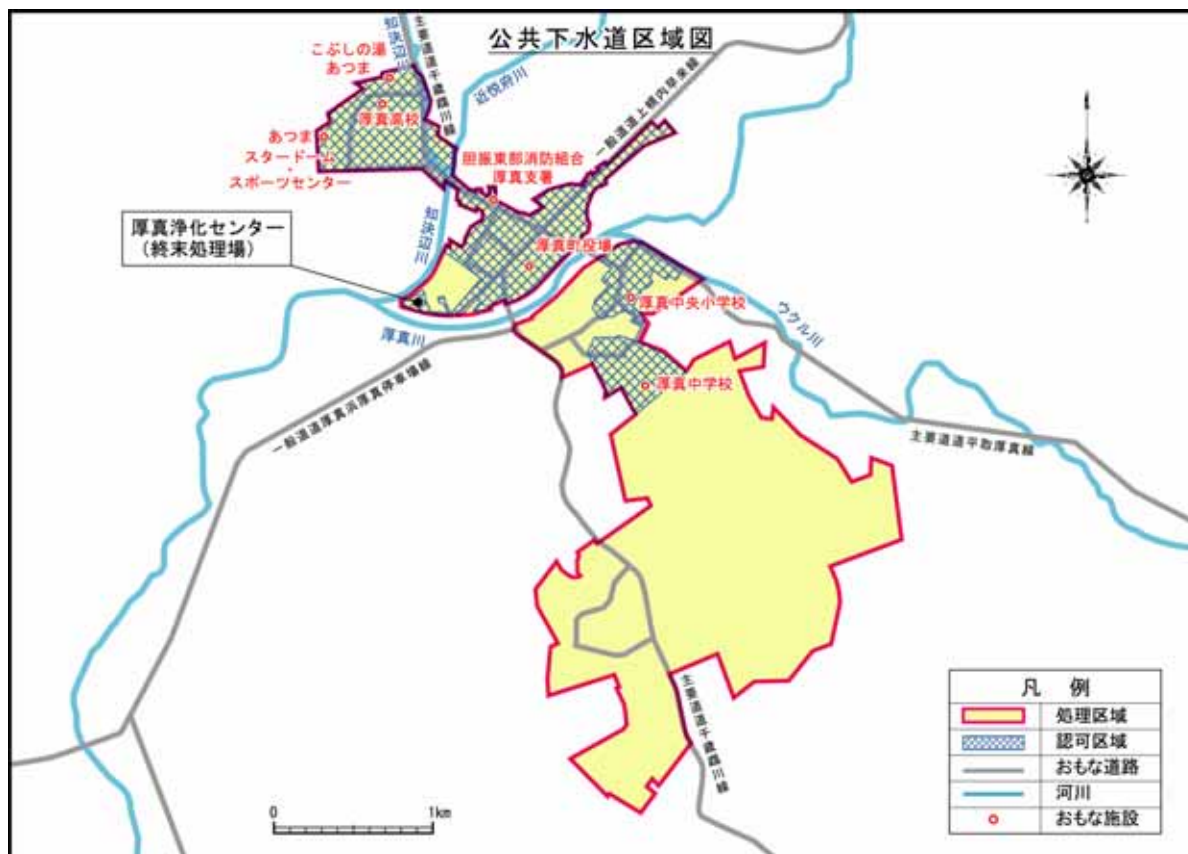 公共下水道区域図
知決辺川
主要道道千歳鵡川線
こぶしの湯
あつま
近悦府川
一般道道上幌内早来線
厚真高校
あつま
スタードーム
・
スポーツセンター
胆振東部消防組合
厚真支署
厚真浄化センター
(終末処理場)
知決辺川
厚真町役場
厚真中央小学校
ウクル川
厚真川
厚真中学校
一般道道厚真浜厚真停車場線
主要道道平取厚真線
主要道道千歳鵡川線
凡 例
処理区域
認可区域
おもな道路
河川
おもな施設
0 1km